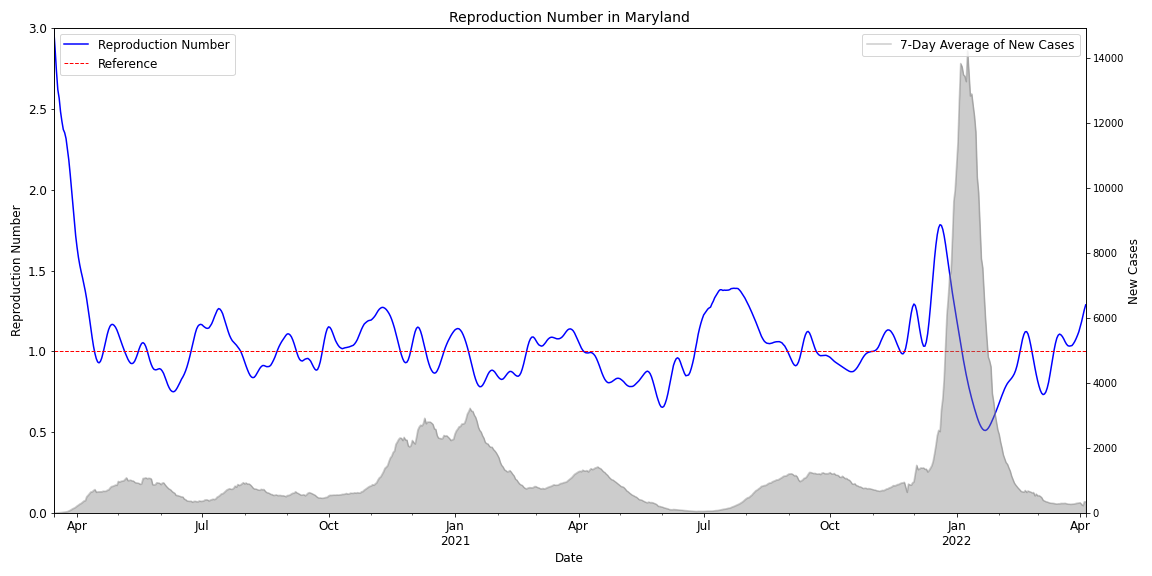 Reproduction Number in Maryland
Reproduction Number
Reference
7-Day Average of New Cases
3.0
2.5
2.0
1.5
1.0
0.5
0.0
Reproduction Number
14000
12000
10000
8000
6000
4000
2000
0
New Cases
Apr
Jul
Oct
Jan
2021
Apr
Jul
Oct
Jan
2022
Apr
Date